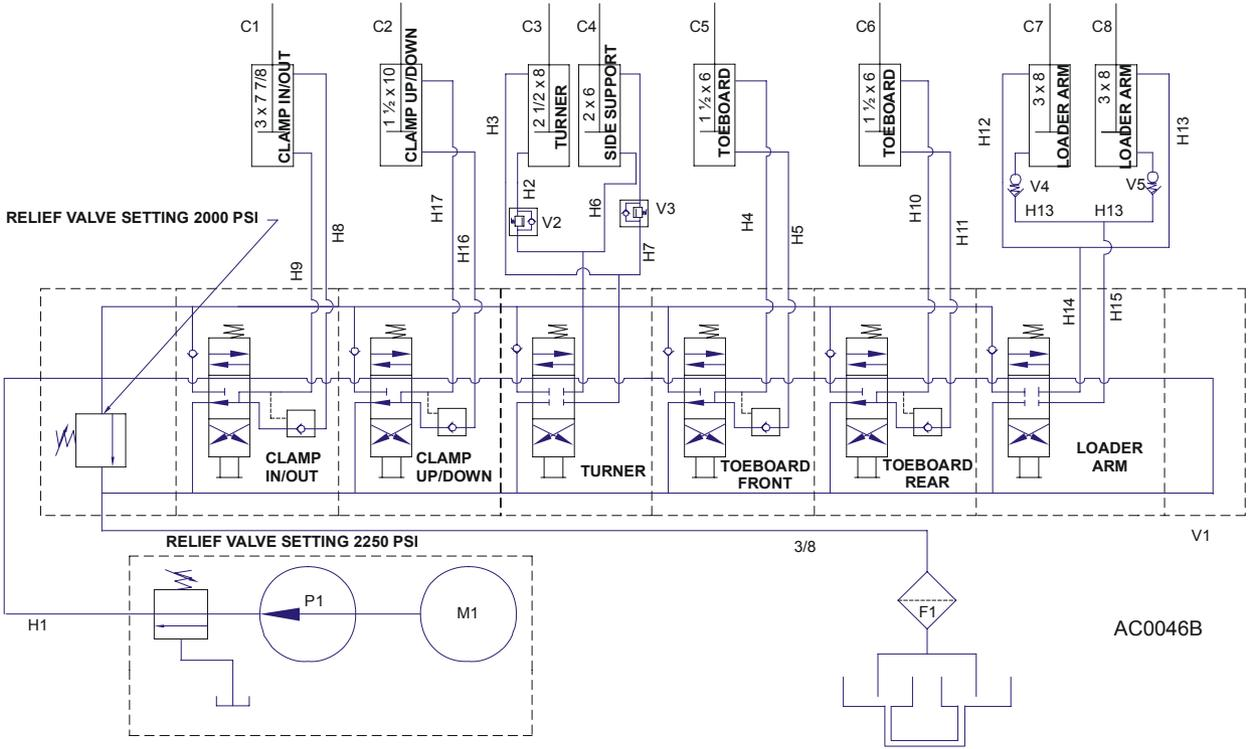 C1
C2
C3
C4
C5
C6
C7
C8
3 x 7 7/8
CLAMP IN/OUT
1 ½ x 10
CLAMP UP/DOWN
H3
2 1/2 x 8
TURNER
2 x 6
SIDE SUPPORT
1 ½ x 6
TOEBOARD
1 ½ x 6
TOEBOARD
H12
3 x 8
LOADER ARM
3 x 8
LOADER ARM
H13
V4
V5
H2
H6
H13
H13
RELIEF VALVE SETTING 2000 PSI
H9
H8
H17
H16
V2
V3
H7
H4
H5
H10
H11
H14
H15
CLAMP
IN/OUT
CLAMP
UP/DOWN
TURNER
TOEBOARD
FRONT
TOEBOARD
REAR
LOADER
ARM
V1
RELIEF VALVE SETTING 2250 PSI
3/8
P1
M1
F1
H1
AC0046B